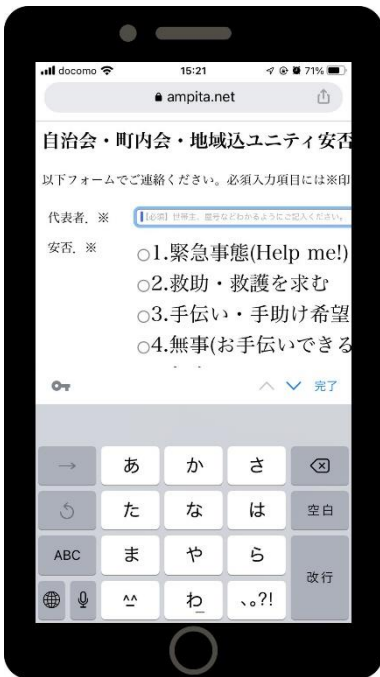 docomo 15:21 71%
ampita.net
自治会・町内会・地域込ユニティ安否
以下フォームでご連絡ください。必須入力項目には※印
代表者. ※ 【必須】世帯主、屋号などわかるようにご記入ください。
安否. ※
○1.緊急事態(Help me!)
○2.救助・救護を求む
○3.手伝い・手助け希望
○4.無事(お手伝いできる
完了
→ あ か さ
た な は 空白
ABC ま や ら
改行
^^ わ 、。?!